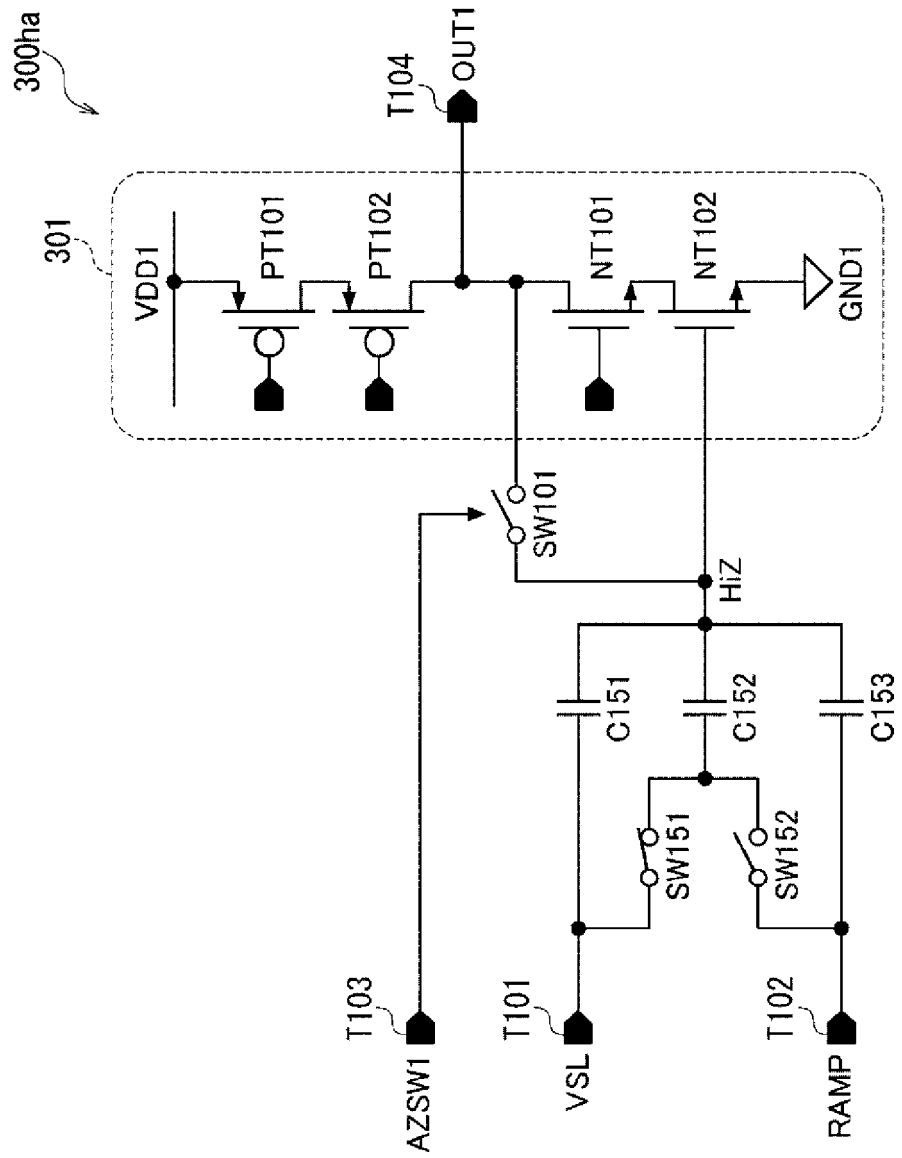 300ha
301
VDD1
PT101
PT102
T104
OUT1
NT101
NT102
GND1
SW101
HiZ
C151
C152
C153
SW151
SW152
T103
AZSW1
T101
VSL
T102
RAMP